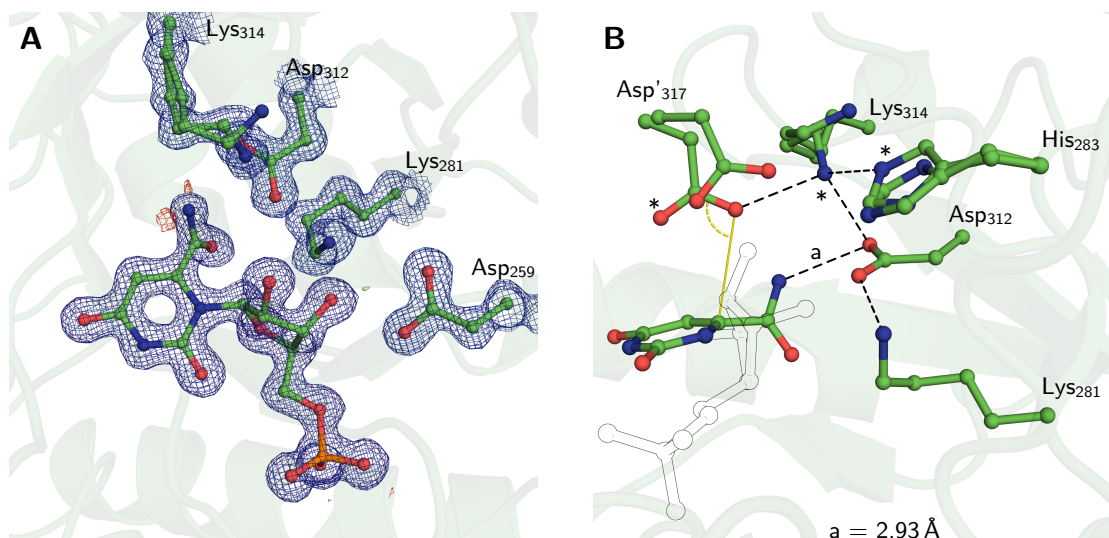 A
Lys314
Asp312
Lys281
Asp259
B
Asp'317
Lys314
*
His283
*
*
Asp312
a
Lys281
a = 2.93 Å